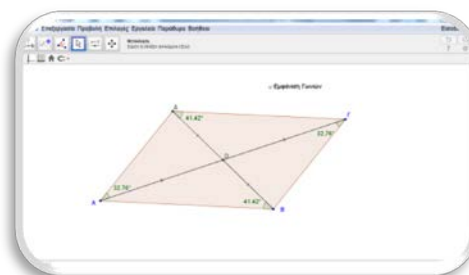 Επεξεργασία Προβολή Επιλογές Εργαλεία Παράθυρο Βοήθεια
Εμφάνιση Γωνιών
Δ
41.42°
Γ
32.76°
O
32.76°
41.42°
A
B